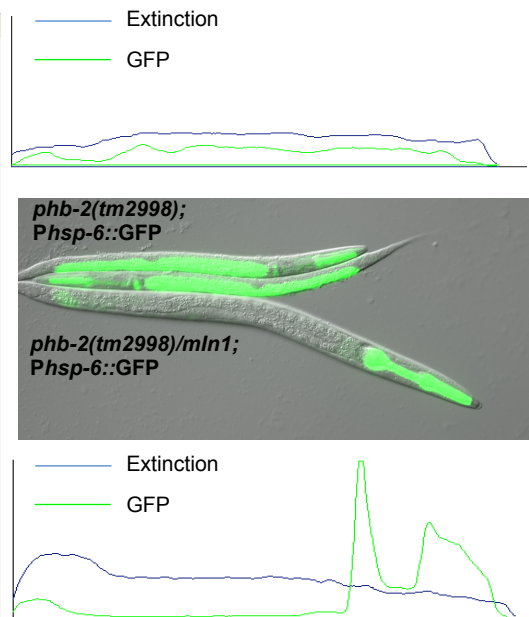 Extinction
GFP
phb-2(tm2998);
Phsp-6::GFP
phb-2(tm2998)/mIn1;
Phsp-6::GFP
Extinction
GFP